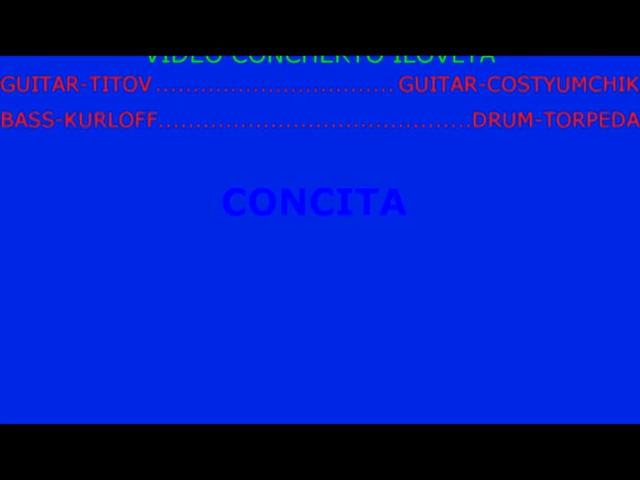 VIDEO CONCHERTO ILOVETA
GUITAR-TITOV.............................. GUITAR-COSTYUMCHIK
BASS-KURLOFF.......................................DRUM-TORPEDA
CONCITA